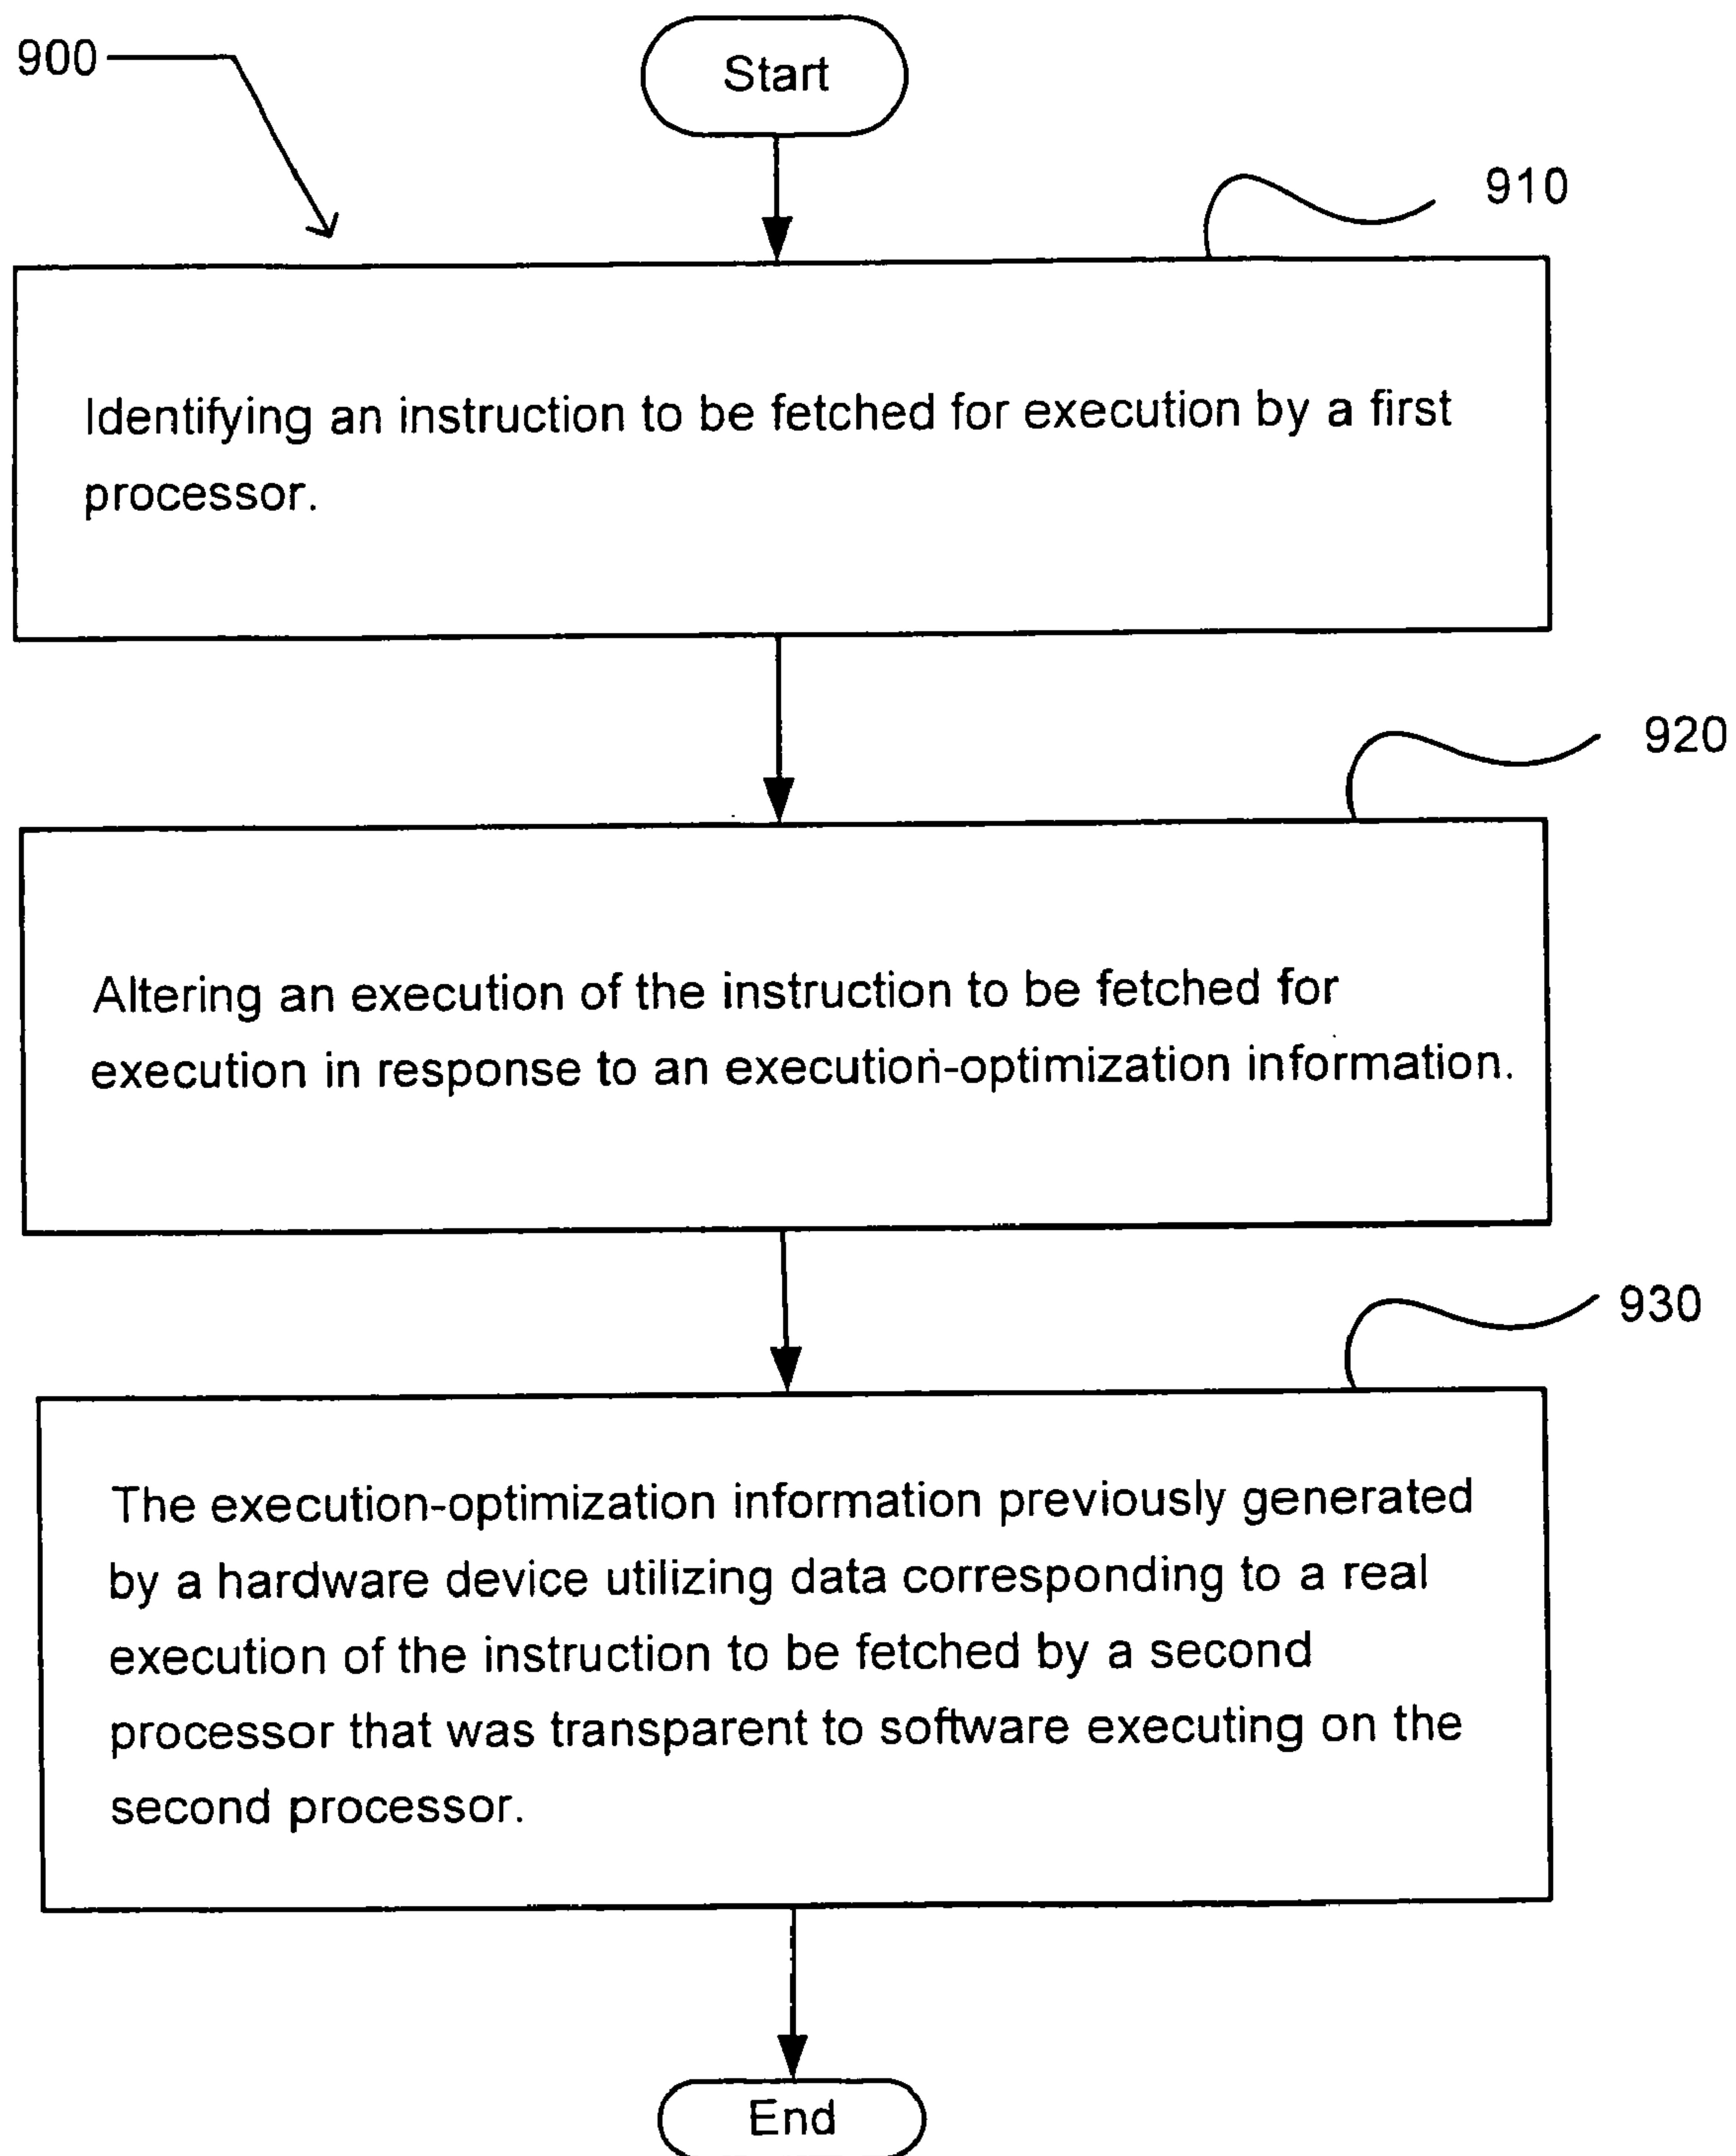 900
Start
910
Identifying an instruction to be fetched for execution by a first
processor.
920
Altering an execution of the instruction to be fetched for
execution in response to an execution-optimization information.
930
The execution-optimization information previously generated
by a hardware device utilizing data corresponding to a real
execution of the instruction to be fetched by a second
processor that was transparent to software executing on the
second processor.
End